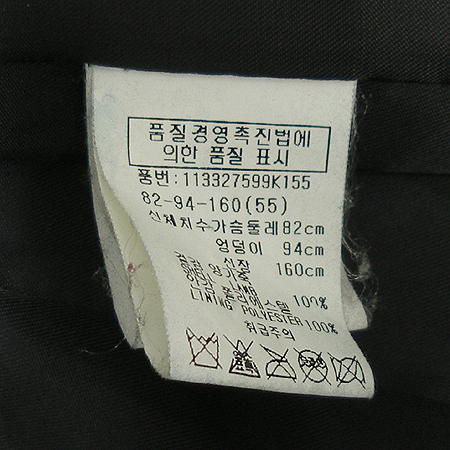 품질경영촉진법에
의한 품질 표시
품번:113327599K155
82-94-160(55)
신체치수가슴둘레82cm
엉덩이 94cm
신장 160cm
100%
POLYESTER100%
취급주의